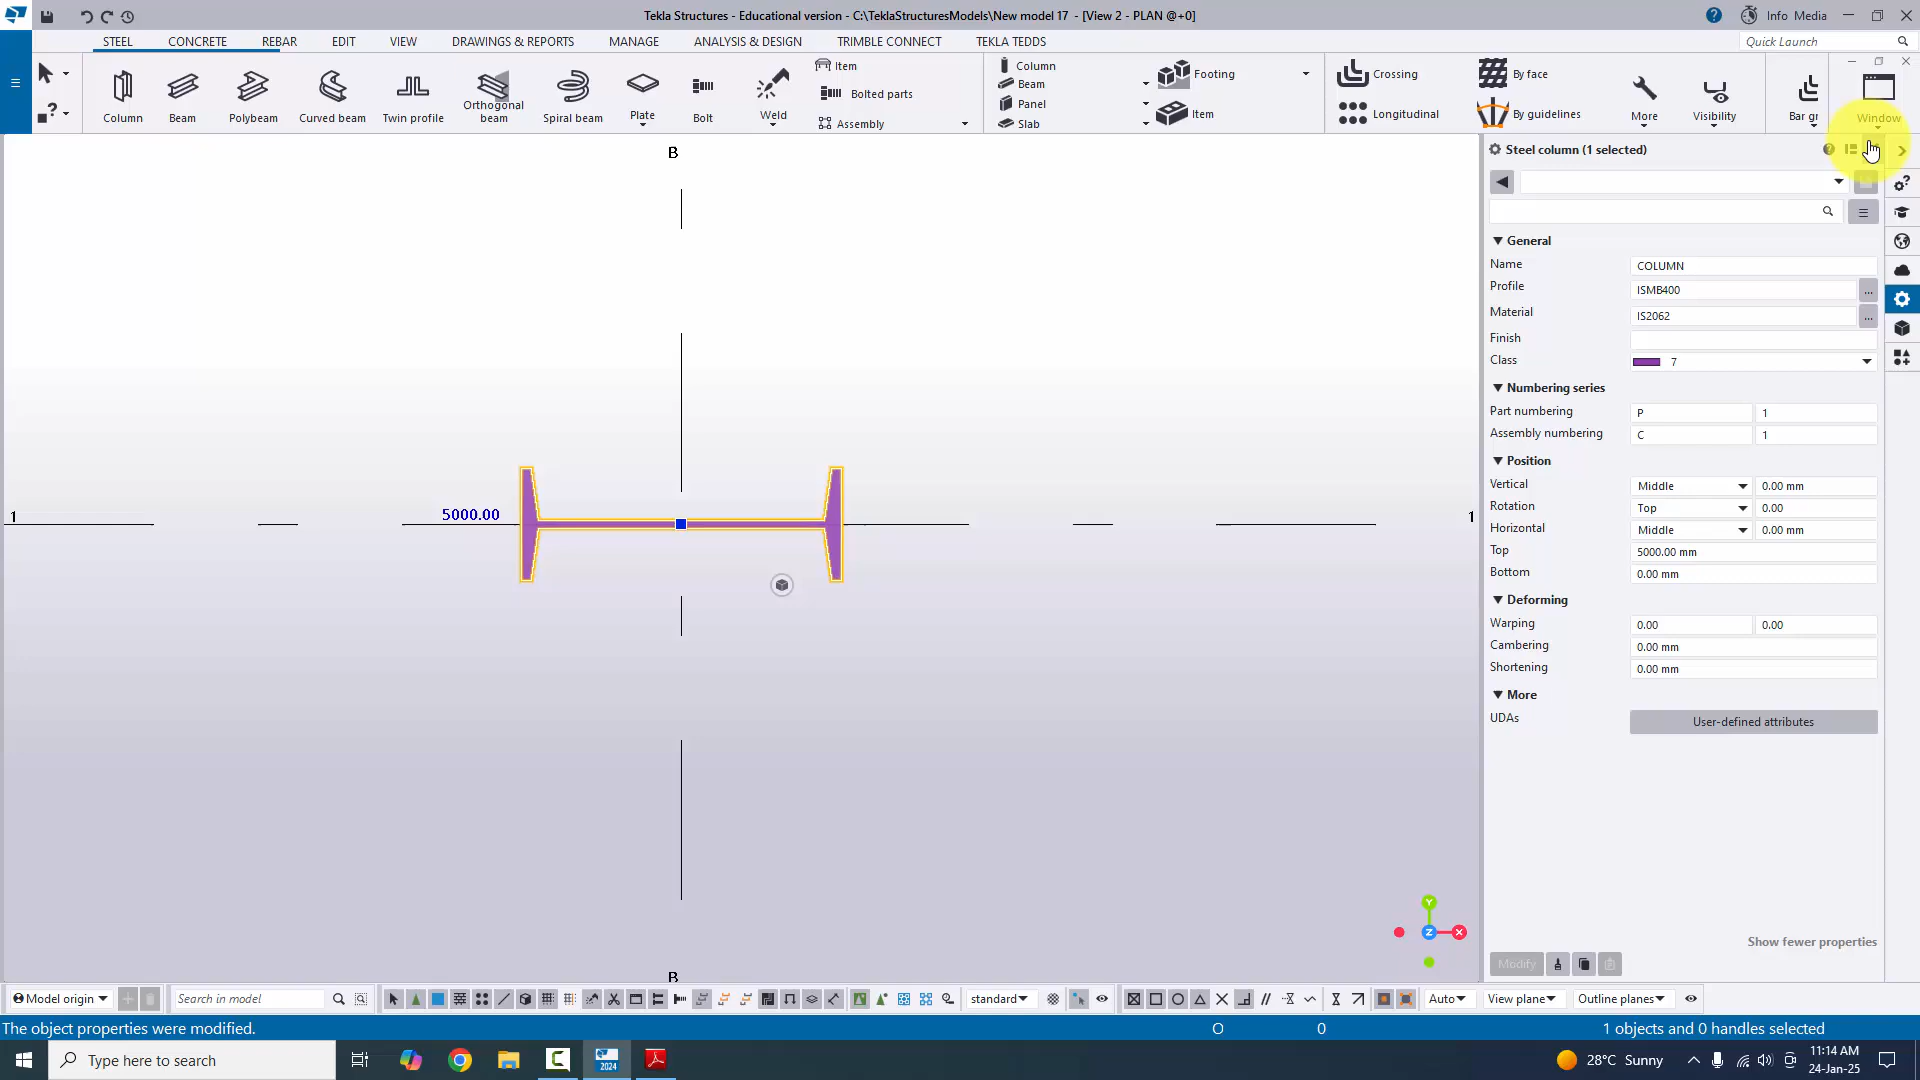 Tekla Structures - Educational version - C:\TeklaStructuresModels\New model 17 - [View 2 - PLAN @+0]
Info Media
STEEL CONCRETE REBAR EDIT VIEW DRAWINGS & REPORTS MANAGE ANALYSIS & DESIGN TRIMBLE CONNECT TEKLA TEDDS
Quick Launch
Column
Beam
Polybeam
Curved beam
Twin profile
Orthogonal
beam
Spiral beam
Plate
Bolt
Weld
Item
Bolted parts
Assembly
Column
Beam
Panel
Slab
Footing
Item
Crossing
Longitudinal
By face
By guidelines
More
Visibility
Bar gr
Window
B
1
5000.00
1
B
Y
Z
X
Steel column (1 selected)
General
Name COLUMN
Profile ISMB400 ...
Material IS2062 ...
Finish
Class 7
Numbering series
Part numbering P 1
Assembly numbering C 1
Position
Vertical Middle 0.00 mm
Rotation Top 0.00
Horizontal Middle 0.00 mm
Top 5000.00 mm
Bottom 0.00 mm
Deforming
Warping 0.00 0.00
Cambering 0.00 mm
Shortening 0.00 mm
More
UDAs User-defined attributes
Show fewer properties
Modify
Model origin
Search in model
standard
Auto
View plane
Outline planes
The object properties were modified.
O
0
1 objects and 0 handles selected
Type here to search
2024
28°C Sunny
11:14 AM
24-Jan-25